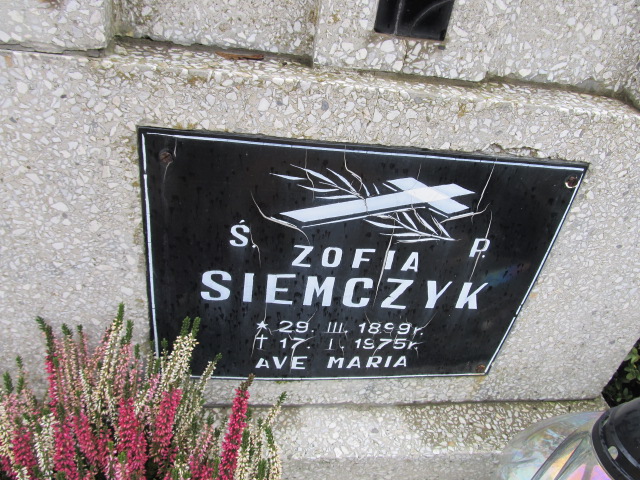 Ś. P.
ZOFIA
SIEMCZYK
* 29. III. 1899r.
† 17. I. 1975r.
AVE MARIA